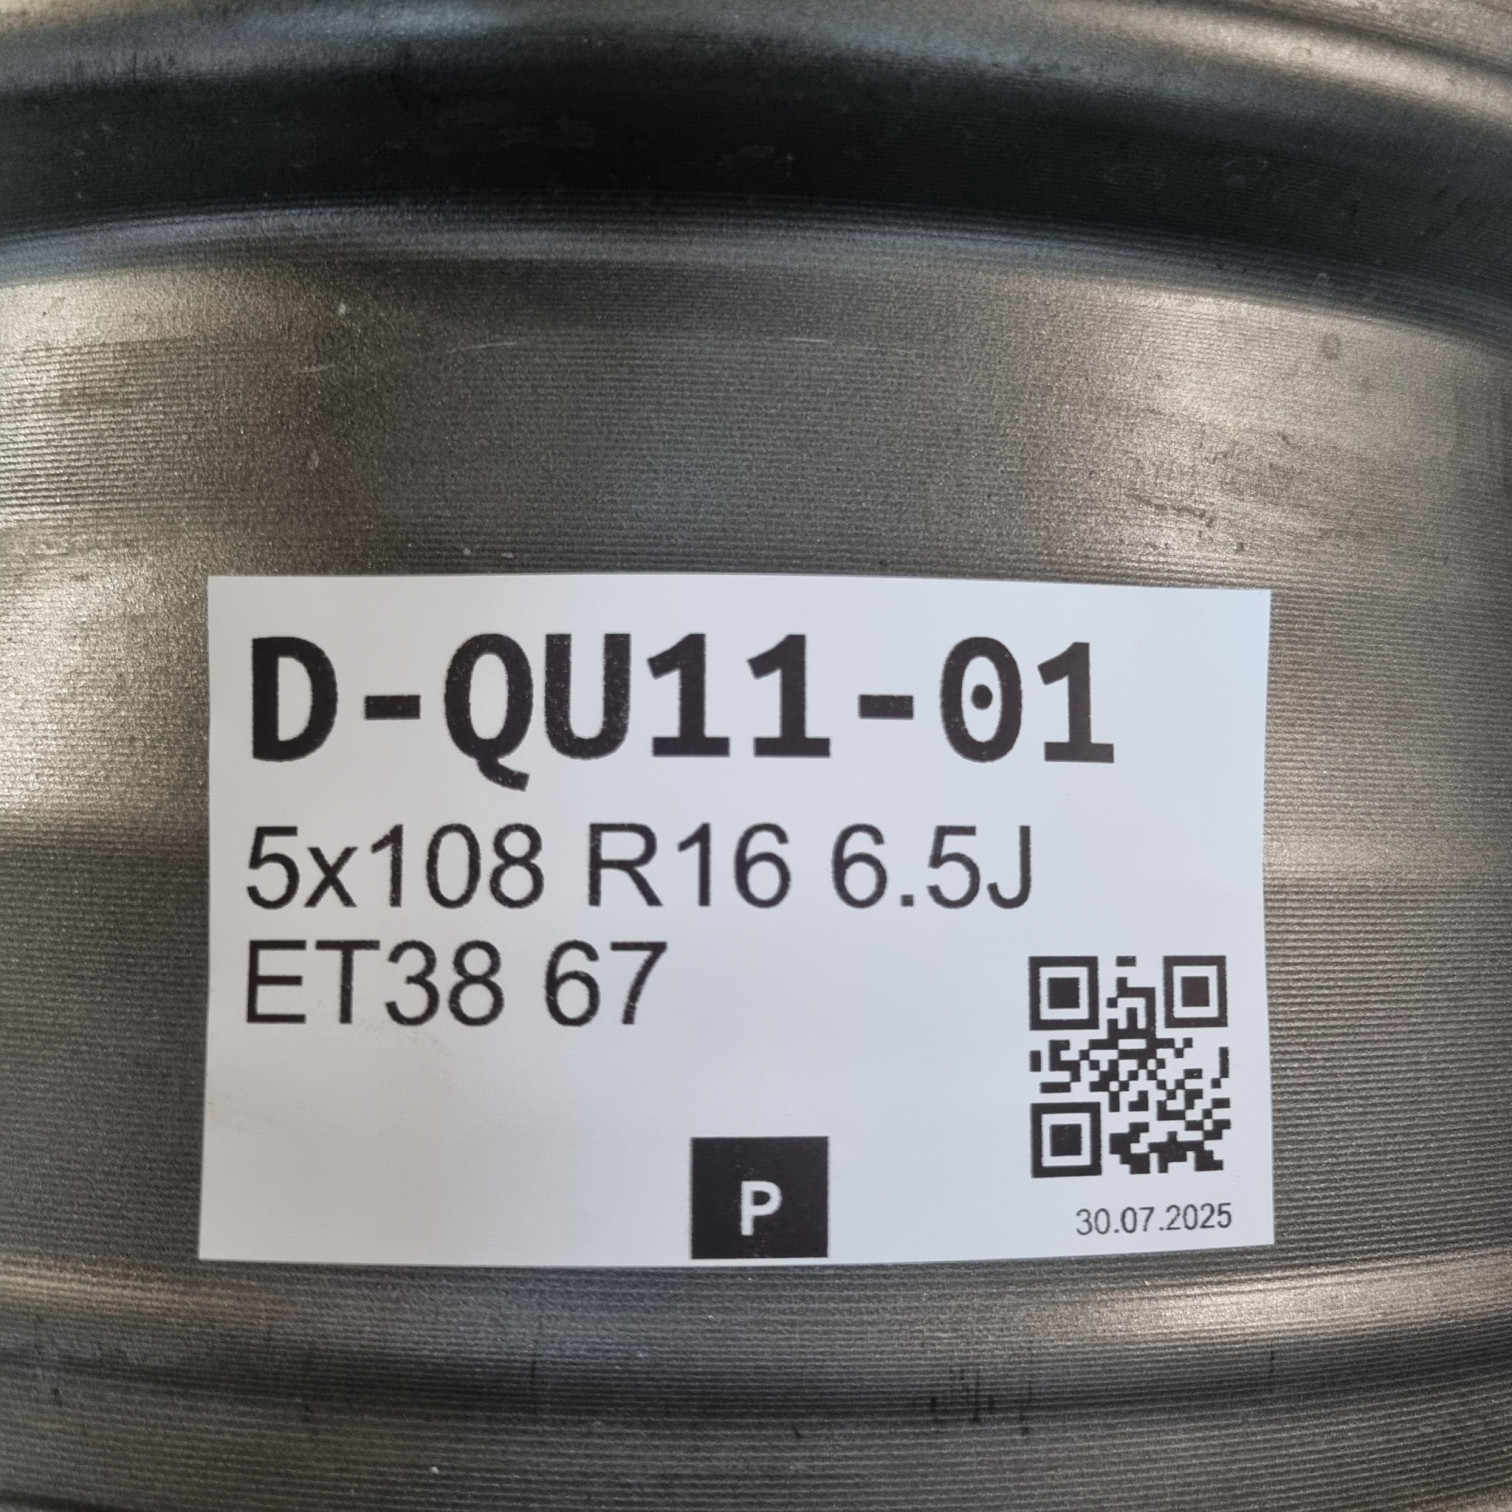 D-QU11-01
5x108 R16 6.5J
ET38 67
P
30.07.2025